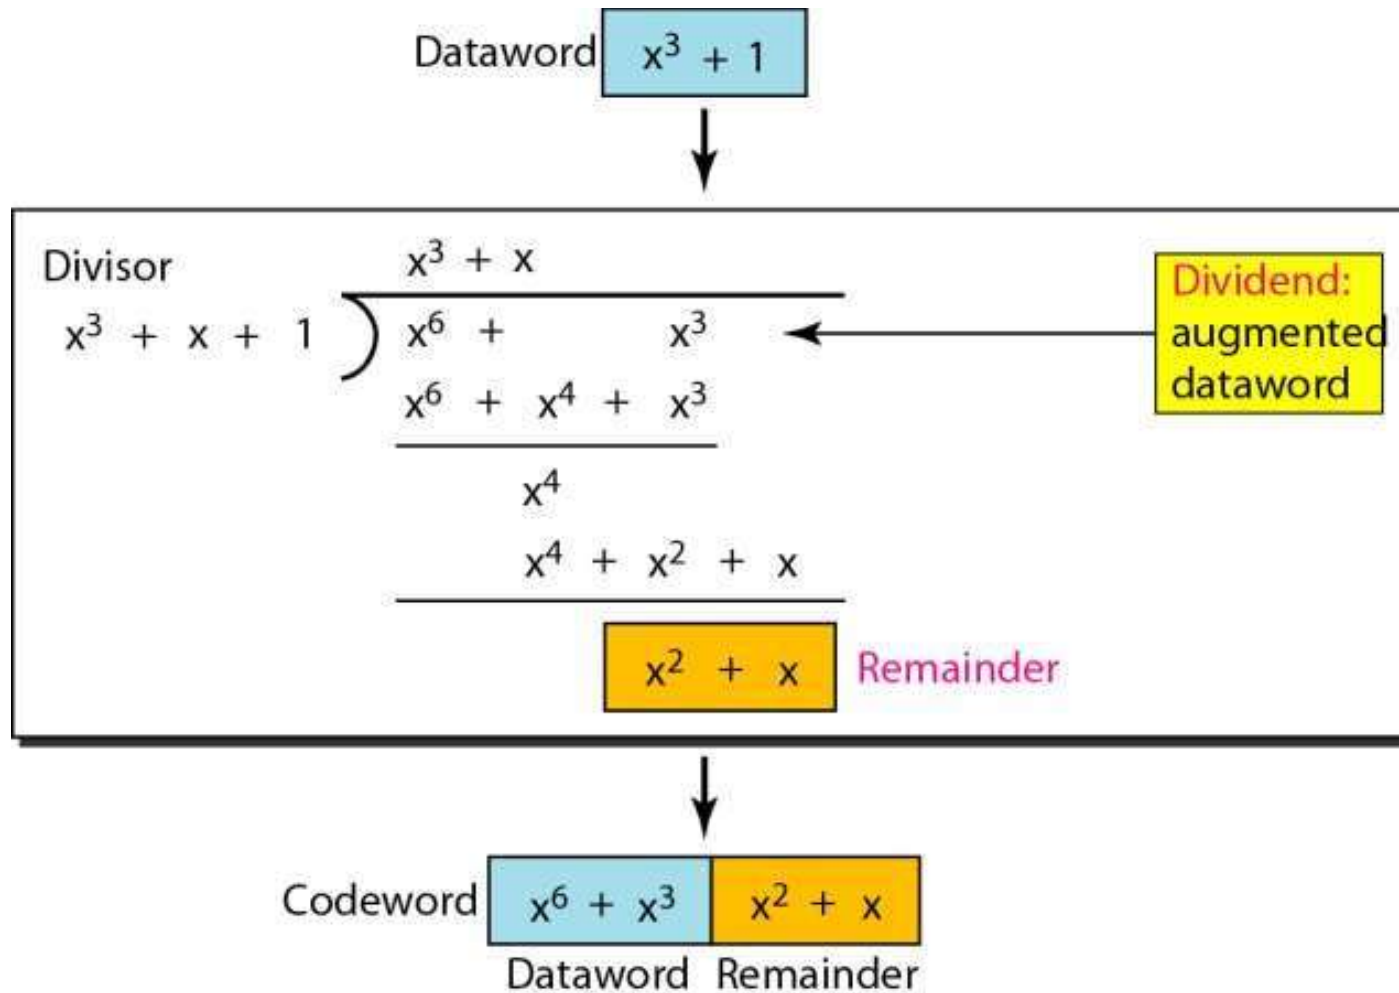 Dataword x³ + 1
Divisor
x³ + x
x³ + x + 1
x⁶ + x³
Dividend:
augmented
dataword
x⁶ + x⁴ + x³
x⁴
x⁴ + x² + x
x² + x Remainder
Codeword x⁶ + x³ x² + x
Dataword Remainder